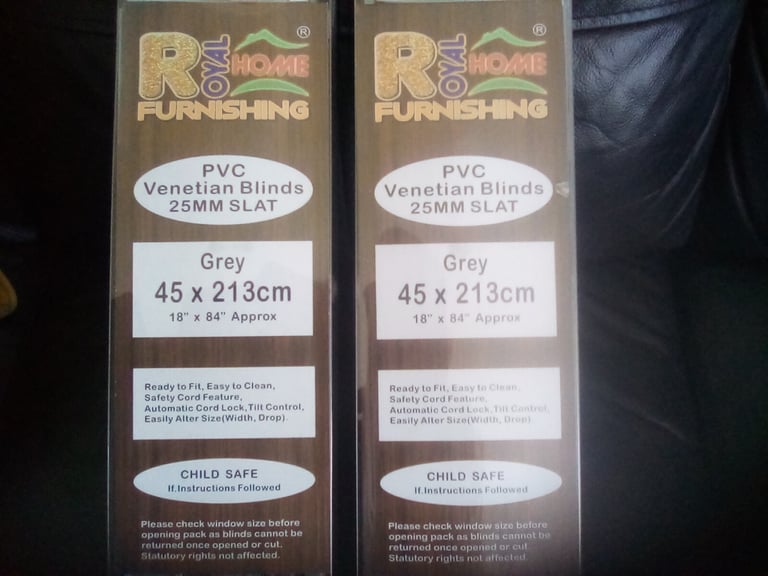 ROYAL HOME ®
FURNISHING
PVC
Venetian Blinds
25MM SLAT
Grey
45 x 213cm
18” x 84” Approx
Ready to Fit, Easy to Clean,
Safety Cord Feature,
Automatic Cord Lock,Tilt Control,
Easily Alter Size(Width, Drop).
CHILD SAFE
If.Instructions Followed
Please check window size before
opening pack as blinds cannot be
returned once opened or cut.
Statutory rights not affected.
ROYAL HOME ®
FURNISHING
PVC
Venetian Blinds
25MM SLAT
Grey
45 x 213cm
18” x 84” Approx
Ready to Fit, Easy to Clean,
Safety Cord Feature,
Automatic Cord Lock,Tilt Control,
Easily Alter Size(Width, Drop).
CHILD SAFE
If.Instructions Followed
Please check window size before
opening pack as blinds cannot be
returned once opened or cut.
Statutory rights not affected.